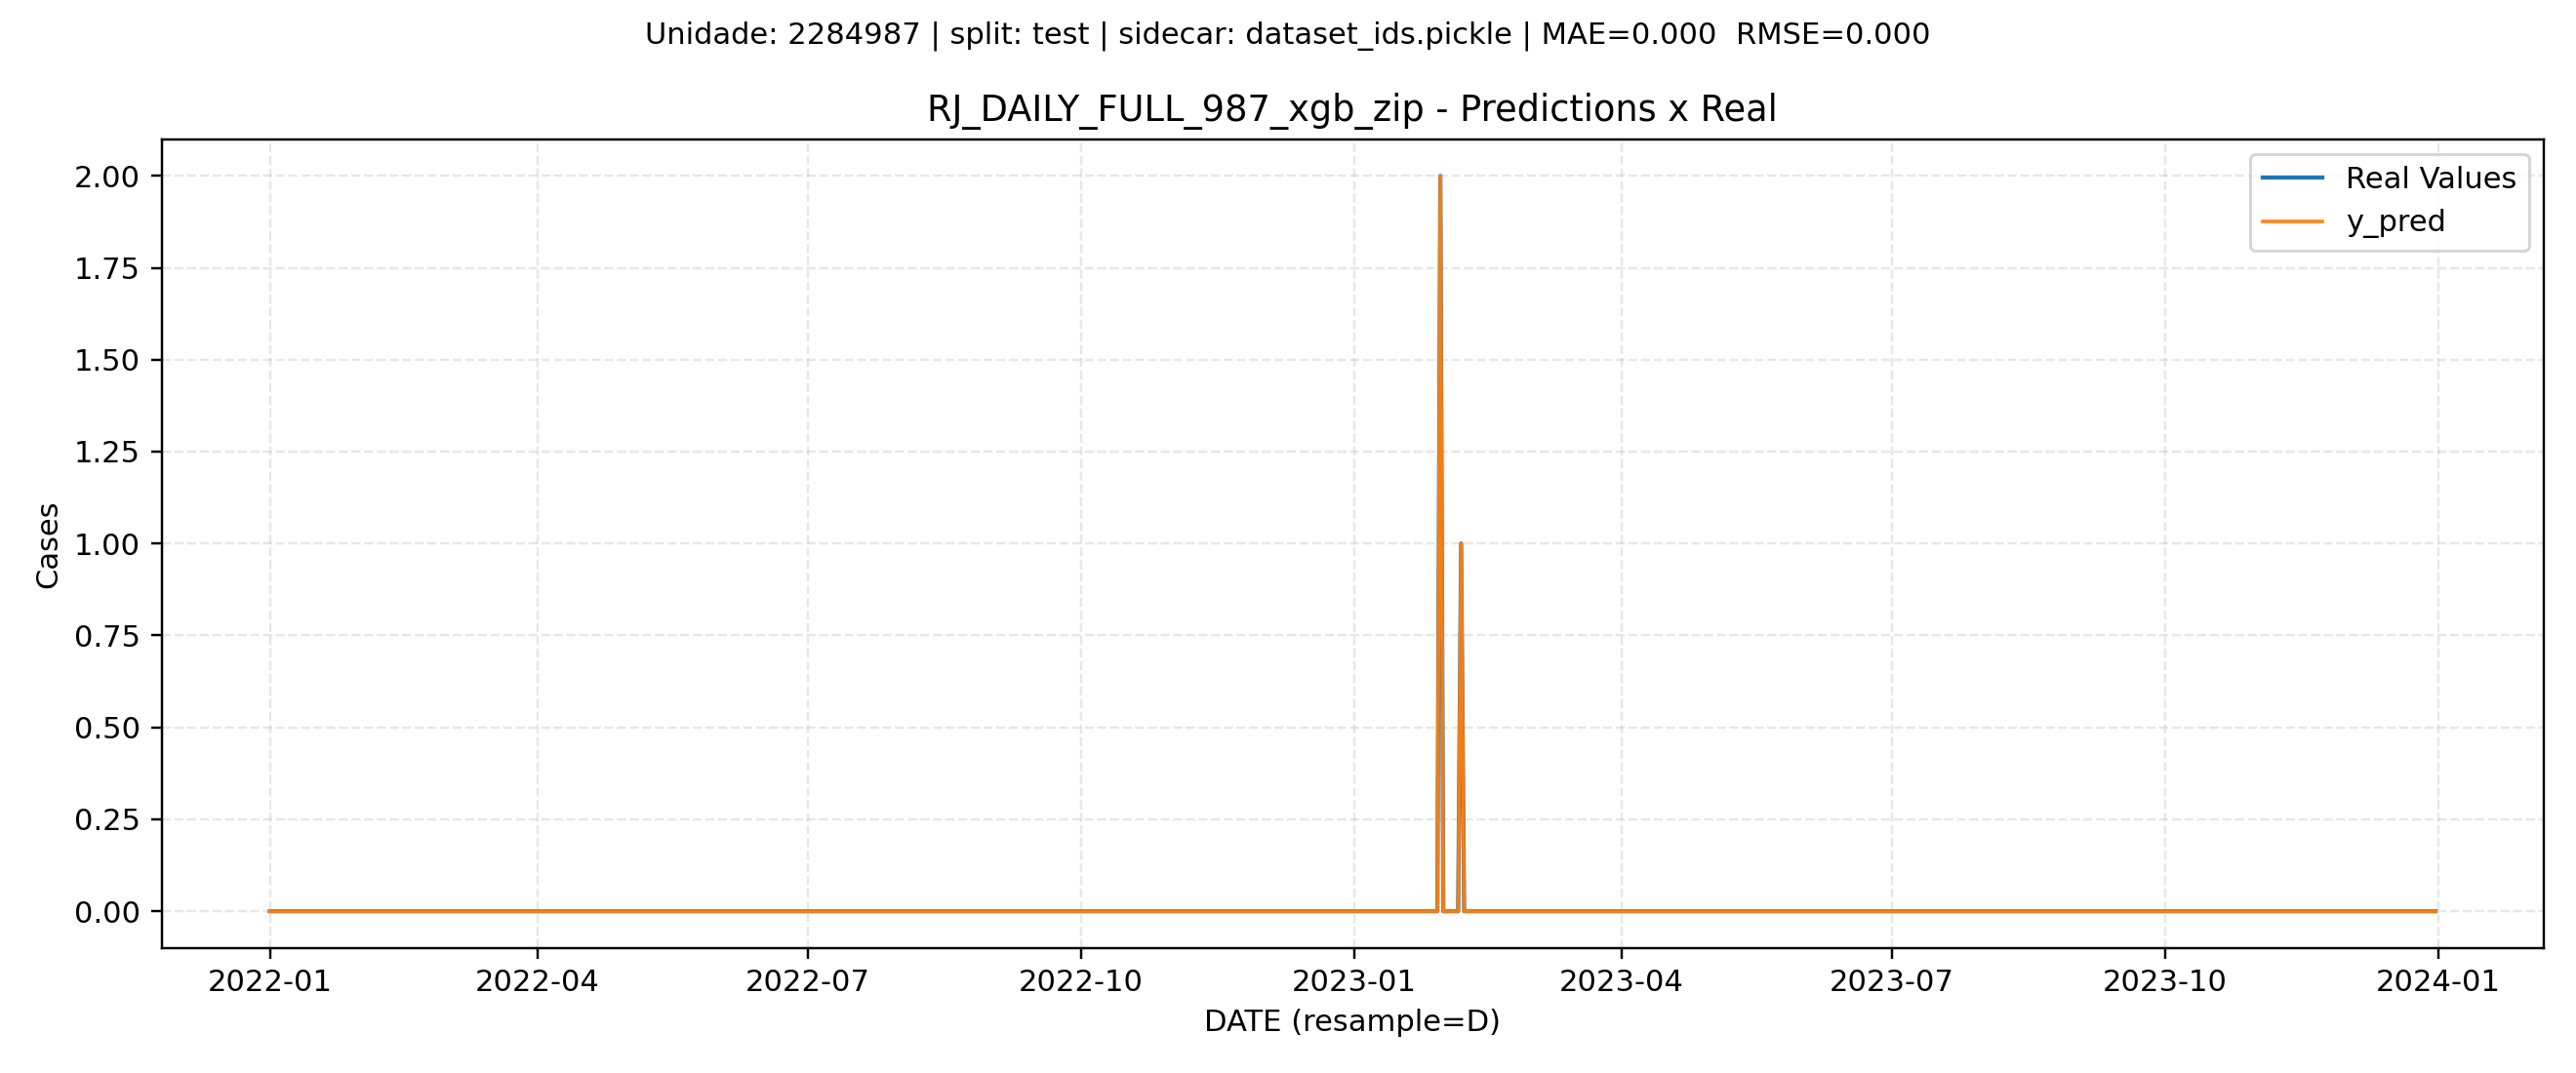 Unidade: 2284987 | split: test | sidecar: dataset_ids.pickle | MAE=0.000  RMSE=0.000
RJ_DAILY_FULL_987_xgb_zip - Predictions x Real
Real Values
y_pred
2.00
1.75
1.50
1.25
1.00
0.75
0.50
0.25
0.00
Cases
2022-01 2022-04 2022-07 2022-10 2023-01 2023-04 2023-07 2023-10 2024-01
DATE (resample=D)